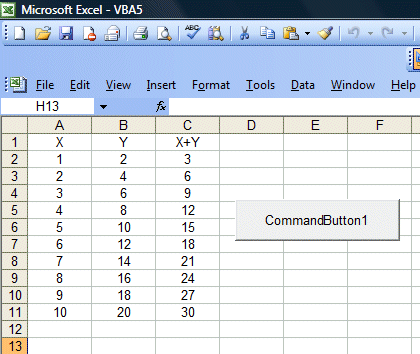 Microsoft Excel - VBA5
ABC
Σ
File Edit View Insert Format Tools Data Window Help
H13 fx
A B C D E F
1 X Y X+Y
2 1 2 3
3 2 4 6
4 3 6 9
5 4 8 12
CommandButton1
6 5 10 15
7 6 12 18
8 7 14 21
9 8 16 24
10 9 18 27
11 10 20 30
12
13